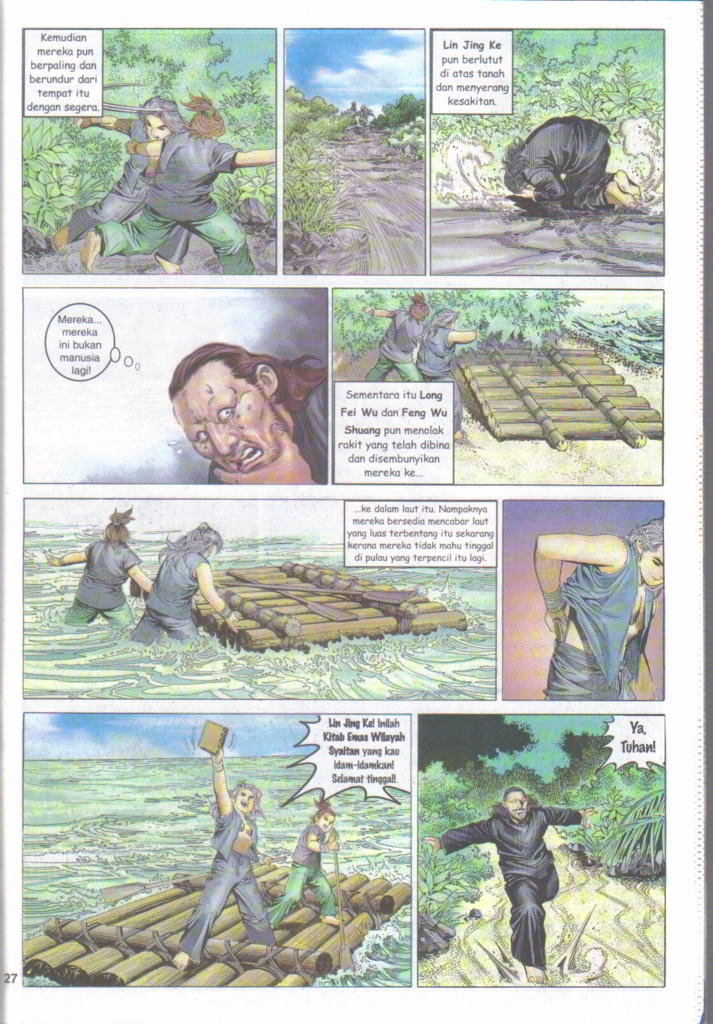 Kemudian
mereka pun
berpaling dan
berundur dari
tempat itu
dengan segera.
Lin Jing Ke
pun berlutut
di atas tanah
dan menyerang
kesakitan.
Mereka...
mereka
ini bukan
manusia
lagi!
Sementara itu Long
Fei Wu dan Feng Wu
Shuang pun menolak
rakit yang telah dibina
dan disembunyikan
mereka ke...
...ke dalam laut itu. Nampaknya
mereka bersedia mencabar laut
yang luas terbentang itu sekarang
kerana mereka tidak mahu tinggal
di pulau yang terpencil itu lagi.
Lin Jing Ke! Inilah
Kitab Emas Wilayah
Syaitan yang kau
idam-idamkan!
Selamat tinggal!
Ya,
Tuhan!
27